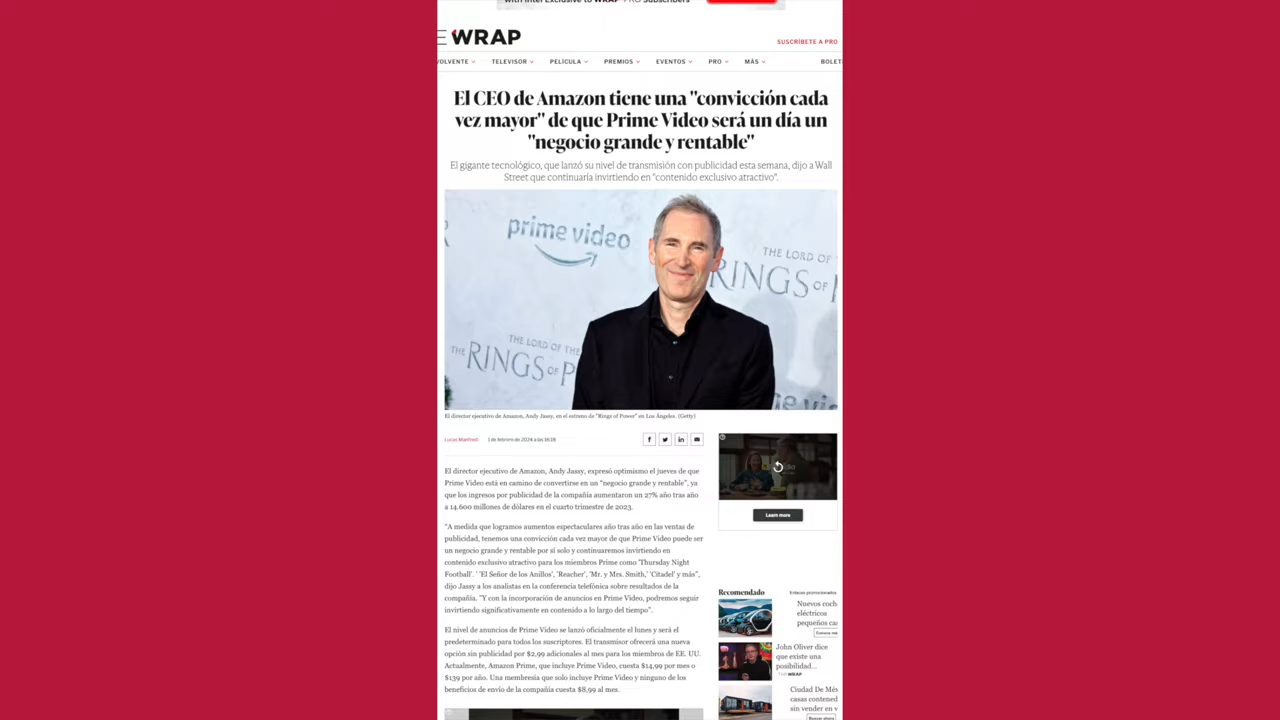 with Intel Exclusive to WRAP PRO Subscribers
WRAP
SUSCRÍBETE A PRO
VOLVENTE
TELEVISOR
PELÍCULA
PREMIOS
EVENTOS
PRO
MÁS
BOLET
El CEO de Amazon tiene una "convicción cada
vez mayor" de que Prime Video será un día un
"negocio grande y rentable"
El gigante tecnológico, que lanzó su nivel de transmisión con publicidad esta semana, dijo a Wall
Street que continuaría invirtiendo en "contenido exclusivo atractivo".
prime video
THE LORD OF
RINGS
THE LORD OF THE
THE RINGS OF P
me vi
El director ejecutivo de Amazon, Andy Jassy, en el estreno de "Rings of Power" en Los Ángeles. (Getty)
Lucas Manfredi
1 de febrero de 2024 a las 16:18
El director ejecutivo de Amazon, Andy Jassy, expresó optimismo el jueves de que
Prime Video está en camino de convertirse en un "negocio grande y rentable", ya
que los ingresos por publicidad de la compañía aumentaron un 27% año tras año
a 14.600 millones de dólares en el cuarto trimestre de 2023.
"A medida que logramos aumentos espectaculares año tras año en las ventas de
publicidad, tenemos una convicción cada vez mayor de que Prime Video puede ser
un negocio grande y rentable por sí solo y continuaremos invirtiendo en
contenido exclusivo atractivo para los miembros Prime como 'Thursday Night
Football'. ' 'El Señor de los Anillos', 'Reacher', 'Mr. y Mrs. Smith,' 'Citadel' y más",
dijo Jassy a los analistas en la conferencia telefónica sobre resultados de la
compañía. "Y con la incorporación de anuncios en Prime Video, podremos seguir
invirtiendo significativamente en contenido a lo largo del tiempo".
El nivel de anuncios de Prime Video se lanzó oficialmente el lunes y será el
predeterminado para todos los suscriptores. El transmisor ofrecerá una nueva
opción sin publicidad por $2,99 adicionales al mes para los miembros de EE. UU.
Actualmente, Amazon Prime, que incluye Prime Video, cuesta $14,99 por mes o
$139 por año. Una membresía que solo incluye Prime Video y ninguno de los
beneficios de envío de la compañía cuesta $8,99 al mes.
Learn more
Recomendado
Enlaces promocionados
Nuevos coch
eléctricos
pequeños ca
Conoce má
John Oliver dice
que existe una
posibilidad...
THE WRAP
Ciudad De Méx
casas contened
sin vender en v
Buscar ahora